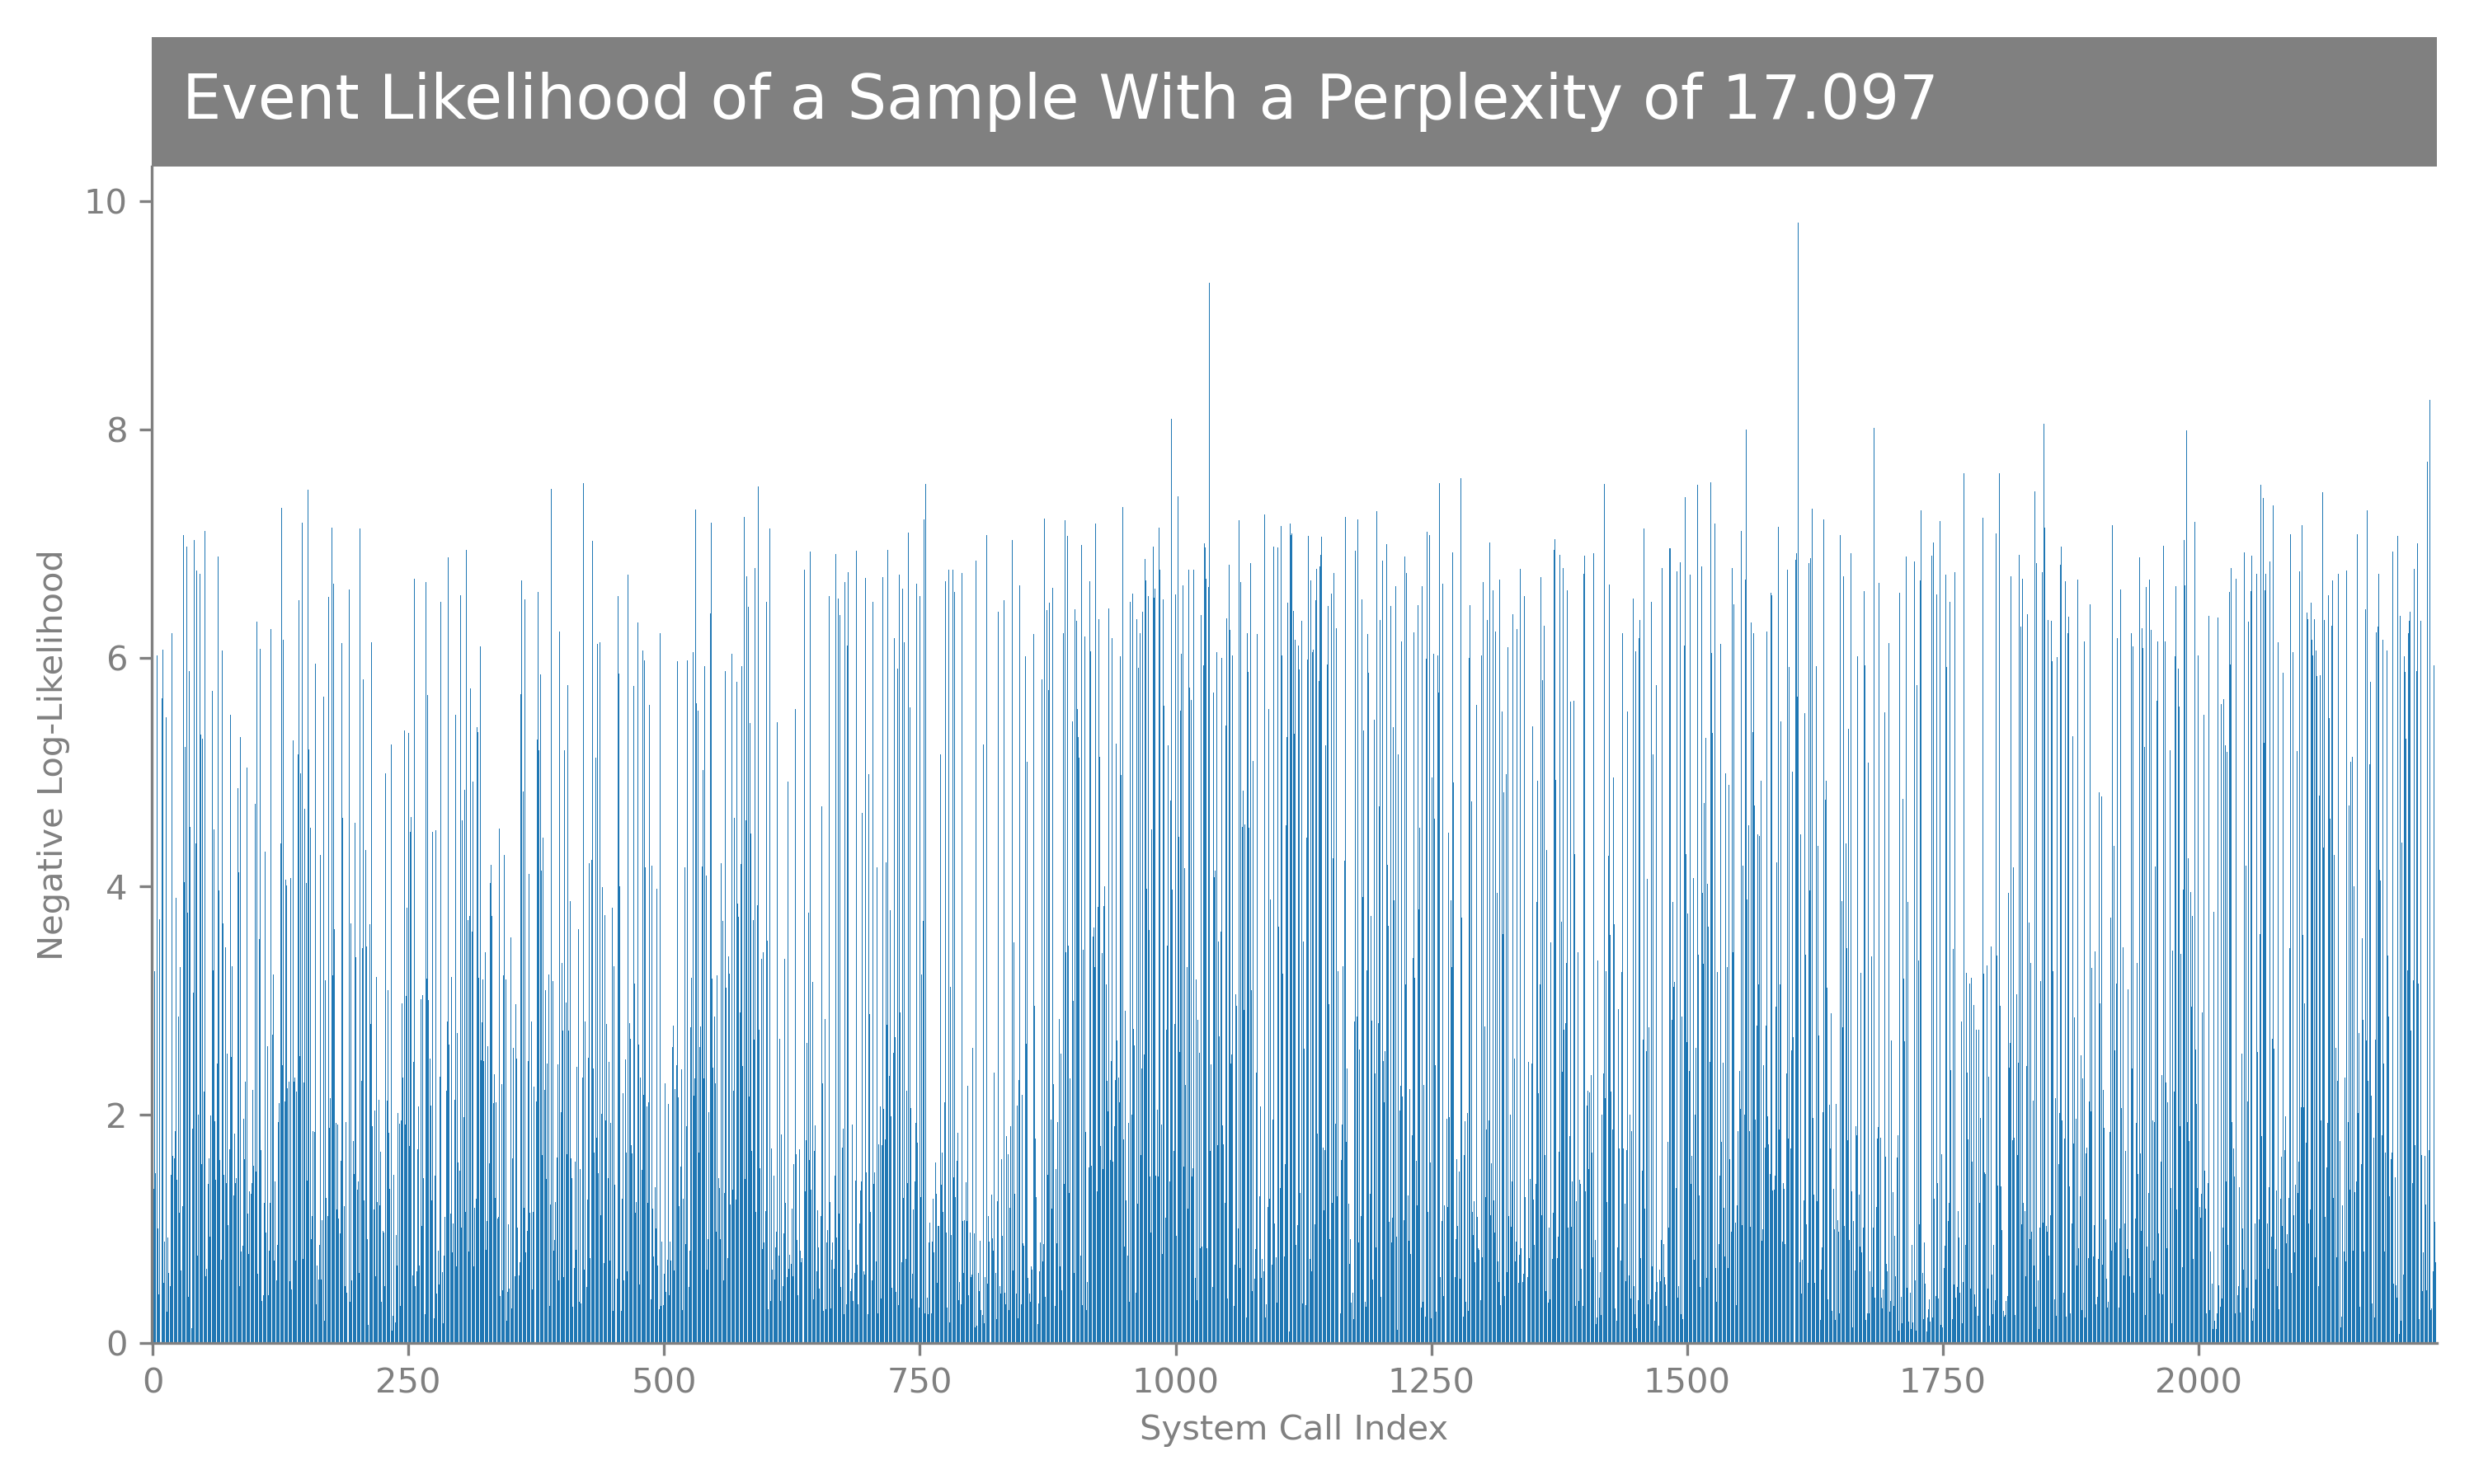 Event Likelihood of a Sample With a Perplexity of 17.097
10
8
6
4
2
0
Negative Log-Likelihood
0 250 500 750 1000 1250 1500 1750 2000
System Call Index